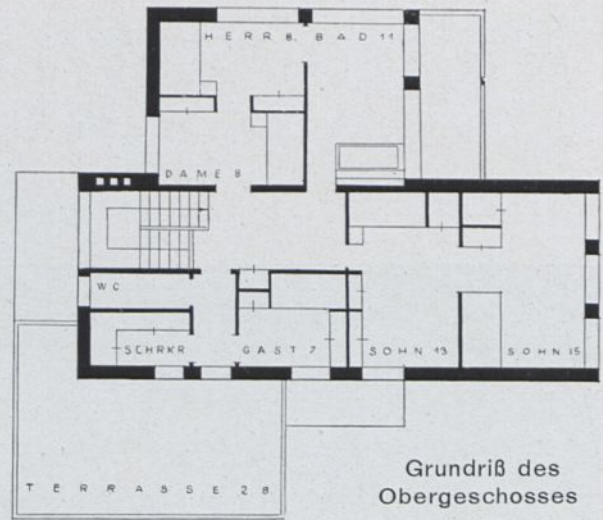 HERR 8. BAD 11
DAME 8
WC
SCHRKR
GAST 7
SOHN 13
SOHN 15
TERRASSE 28
Grundriß des
Obergeschosses